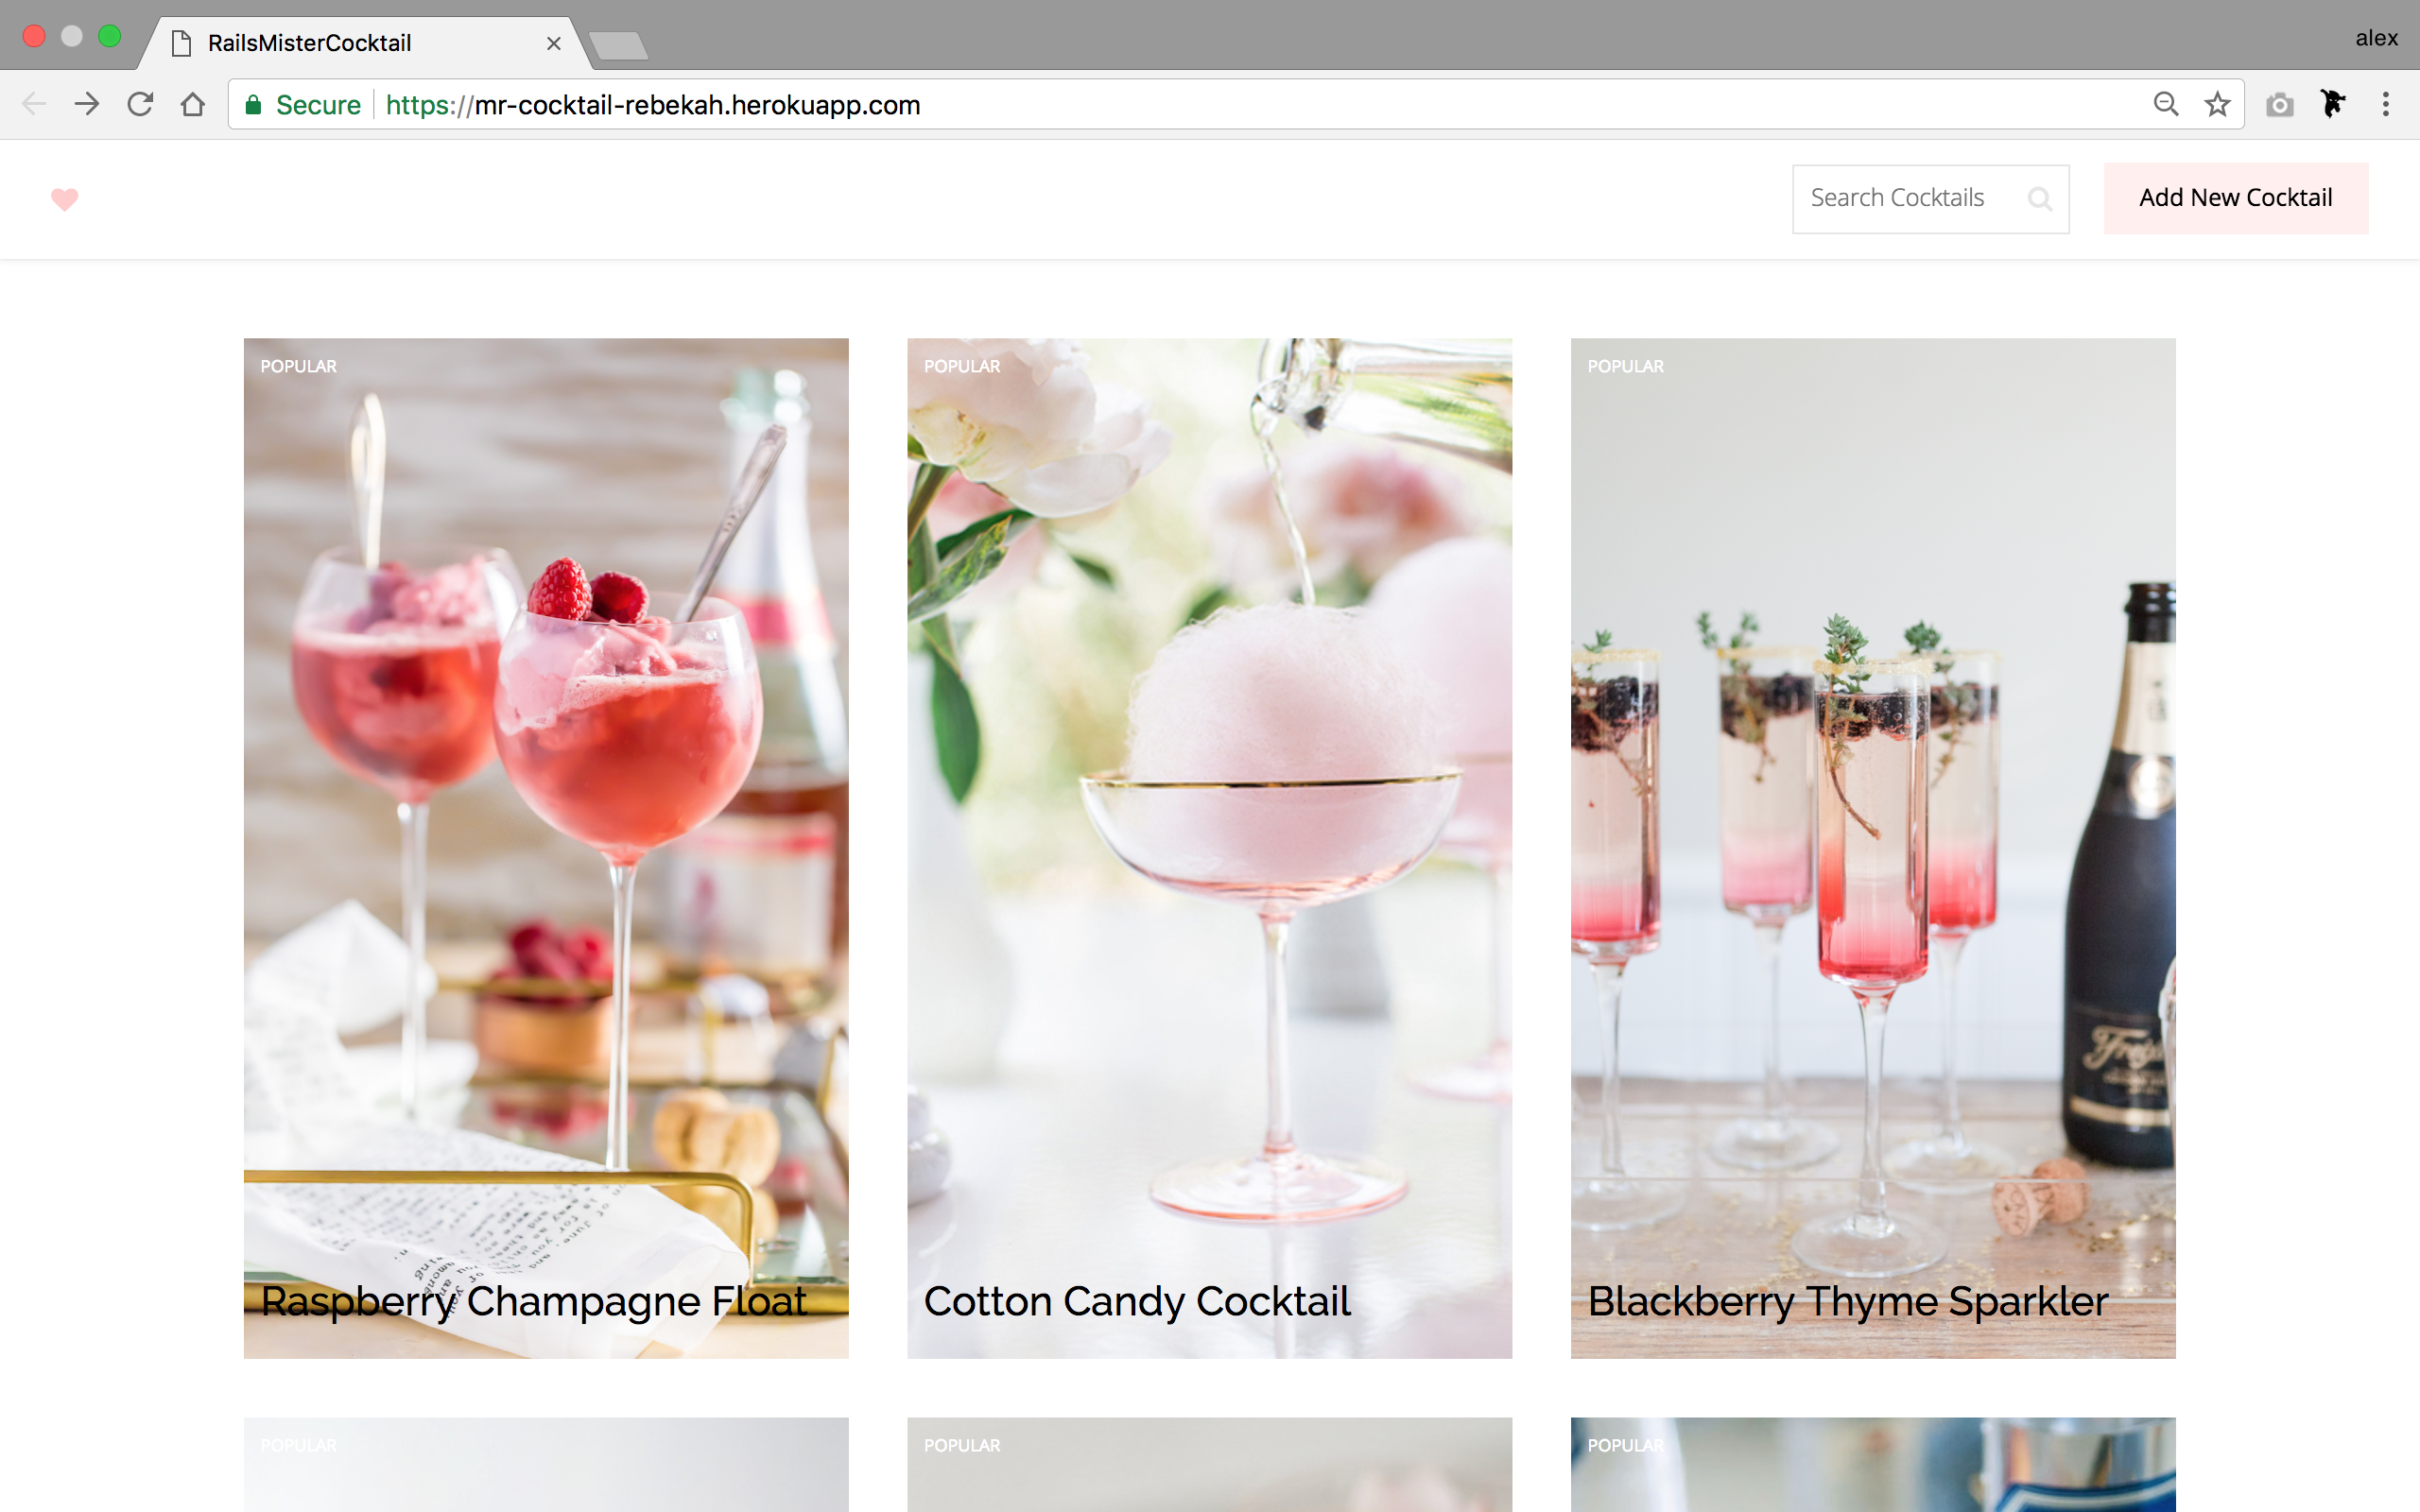 RailsMisterCocktail
alex
Secure
https://mr-cocktail-rebekah.herokuapp.com
Search Cocktails
Add New Cocktail
POPULAR
POPULAR
POPULAR
Raspberry Champagne Float
Cotton Candy Cocktail
Blackberry Thyme Sparkler
POPULAR
POPULAR
POPULAR